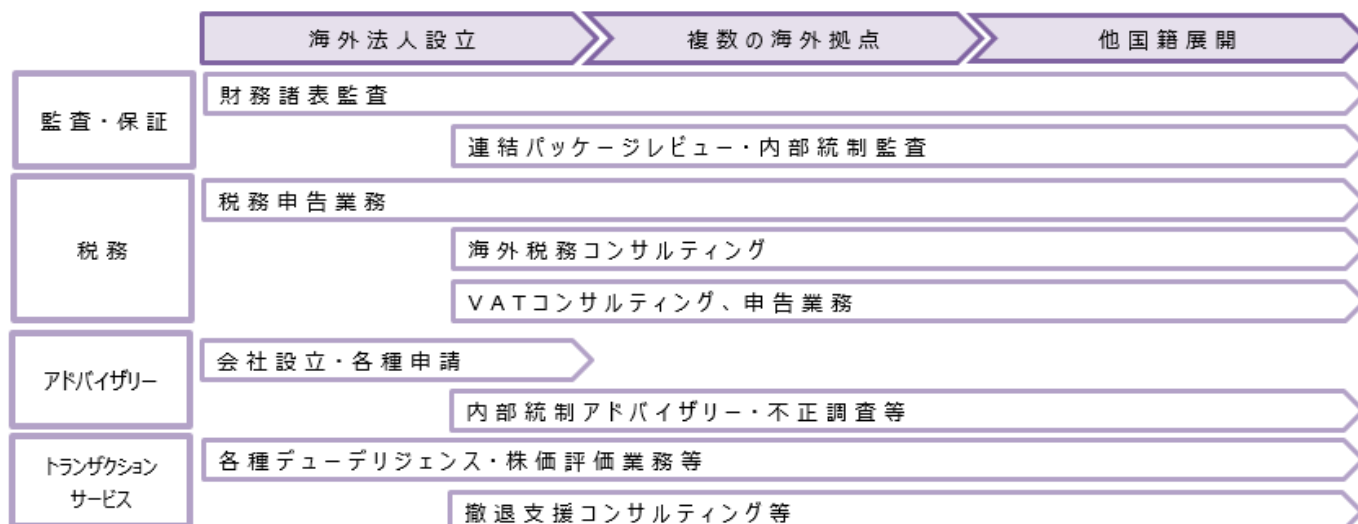 海外法人設立
複数の海外拠点
他国籍展開
監査・保証
財務諸表監査
連結パッケージレビュー・内部統制監査
税務
税務申告業務
海外税務コンサルティング
VATコンサルティング、申告業務
アドバイザリー
会社設立・各種申請
内部統制アドバイザリー・不正調査等
トランザクション
サービス
各種デューデリジェンス・株価評価業務等
撤退支援コンサルティング等